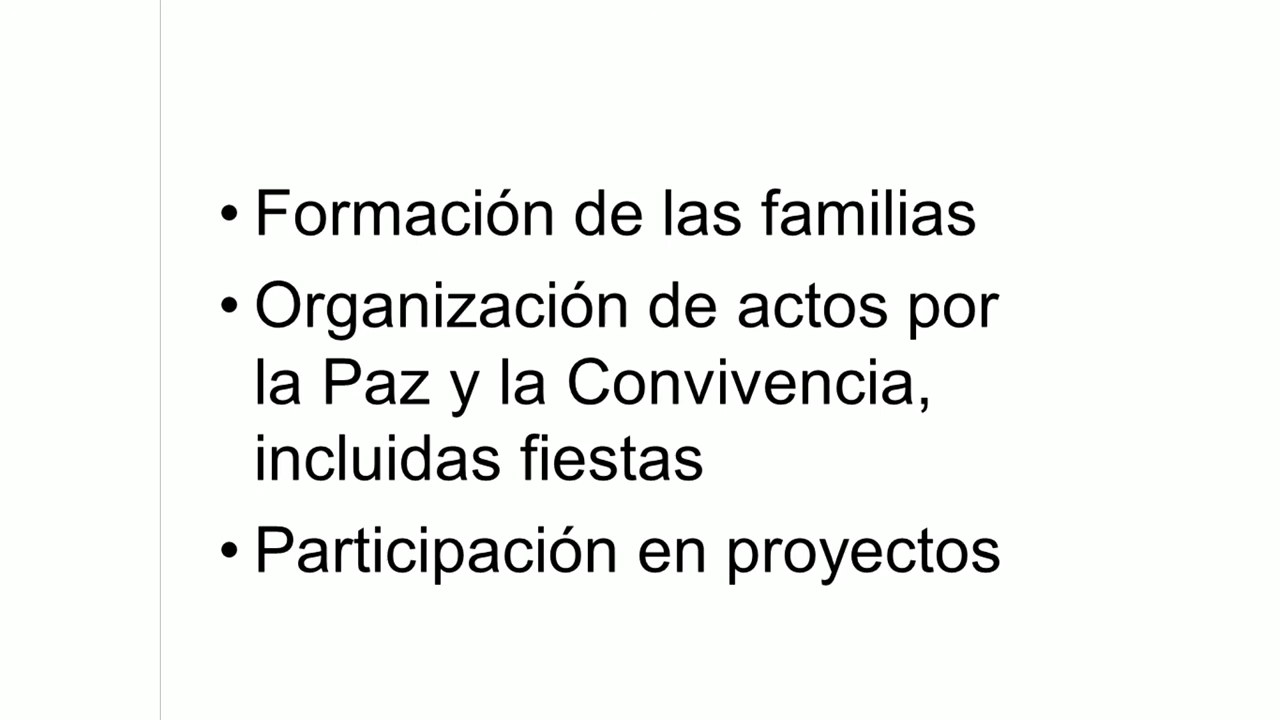 • Formación de las familias
• Organización de actos por
la Paz y la Convivencia,
incluidas fiestas
• Participación en proyectos